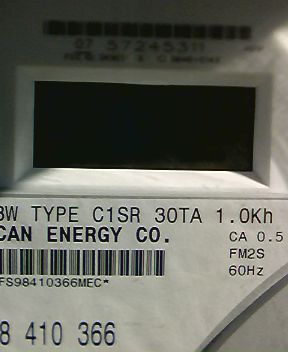 07 57245311
3W TYPE C1SR 30TA 1.0Kh
CAN ENERGY CO.
CA 0.5
FM2S
60Hz
FS98410366MEC*
8 410 366